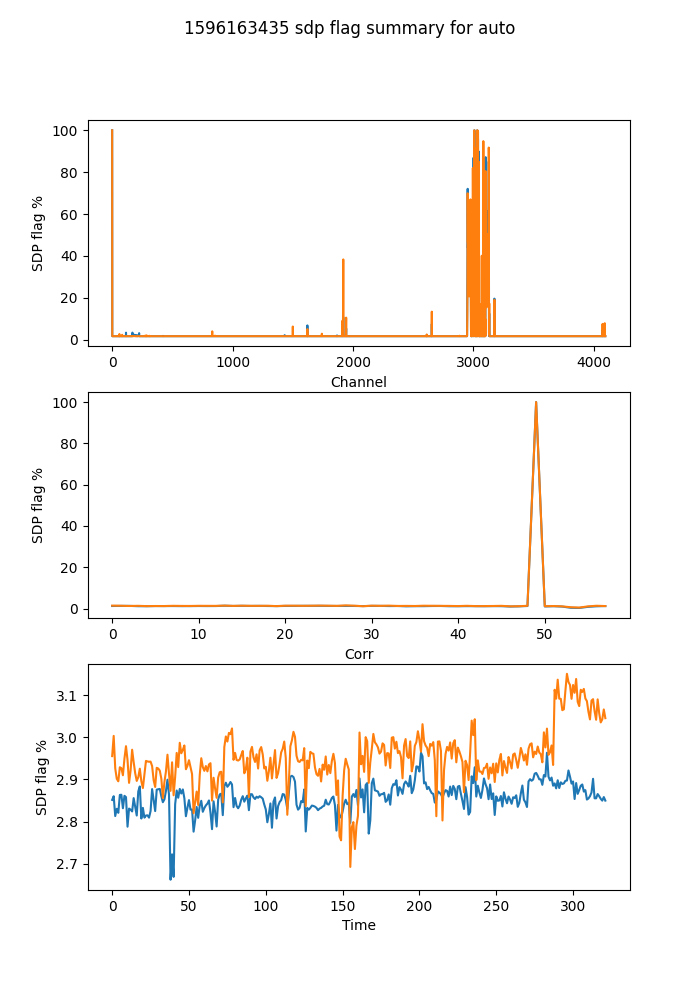 1596163435 sdp flag summary for auto
100
80
60
40
20
0
SDP flag %
0 1000 2000 3000 4000
Channel
100
80
60
40
20
0
SDP flag %
0 10 20 30 40 50
Corr
3.1
3.0
2.9
2.8
2.7
SDP flag %
0 50 100 150 200 250 300
Time